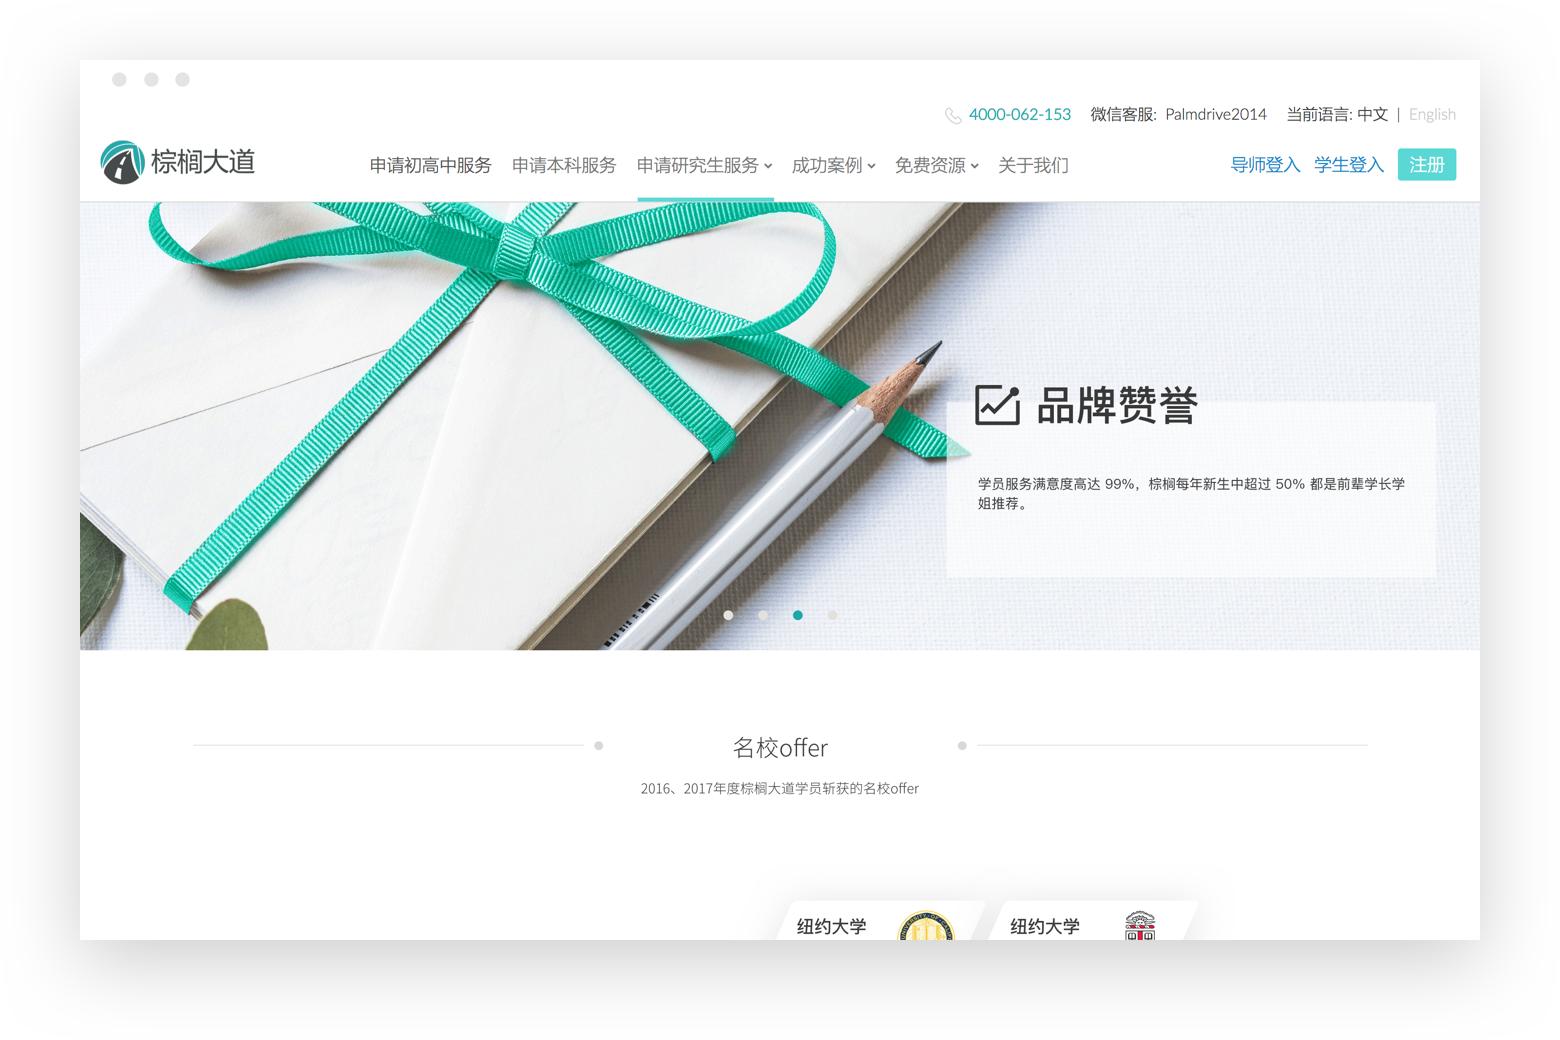 4000-062-153 微信客服: Palmdrive2014 当前语言: 中文 | English
棕榈大道 申请初高中服务 申请本科服务 申请研究生服务 成功案例 免费资源 关于我们 导师登入 学生登入 注册
品牌赞誉
学员服务满意度高达 99%，棕榈每年新生中超过 50% 都是前辈学长学
姐推荐。
名校offer
2016、2017年度棕榈大道学员斩获的名校offer
纽约大学 纽约大学